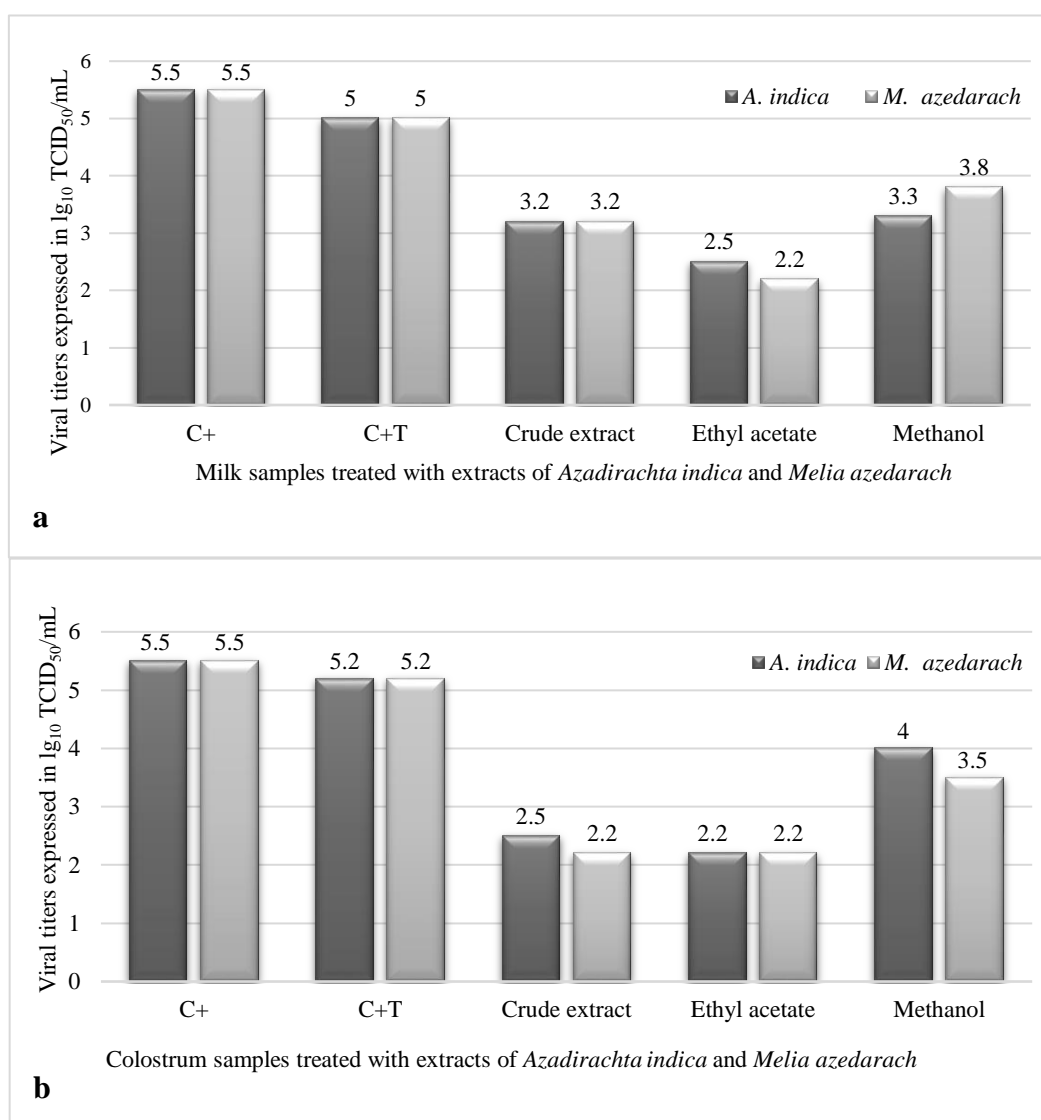 Viral titers expressed in lg10 TCID50/mL
6
5
4
3
2
1
0
5.5 5.5
5 5
3.2 3.2
2.5 2.2
3.3 3.8
A. indica M. azedarach
C+ C+T Crude extract Ethyl acetate Methanol
Milk samples treated with extracts of Azadirachta indica and Melia azedarach
a
Viral titers expressed in lg10 TCID50/mL
6
5
4
3
2
1
0
5.5 5.5
5.2 5.2
2.5 2.2
2.2 2.2
4 3.5
A. indica M. azedarach
C+ C+T Crude extract Ethyl acetate Methanol
Colostrum samples treated with extracts of Azadirachta indica and Melia azedarach
b